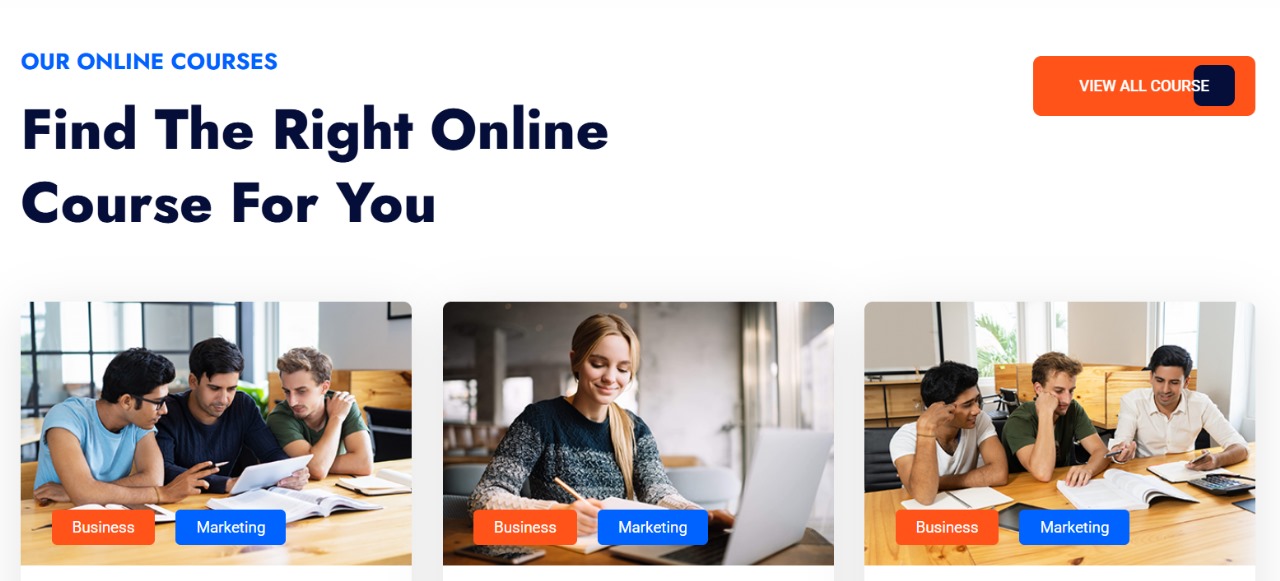 OUR ONLINE COURSES
VIEW ALL COURSE
Find The Right Online
Course For You
Business Marketing
Business Marketing
Business Marketing